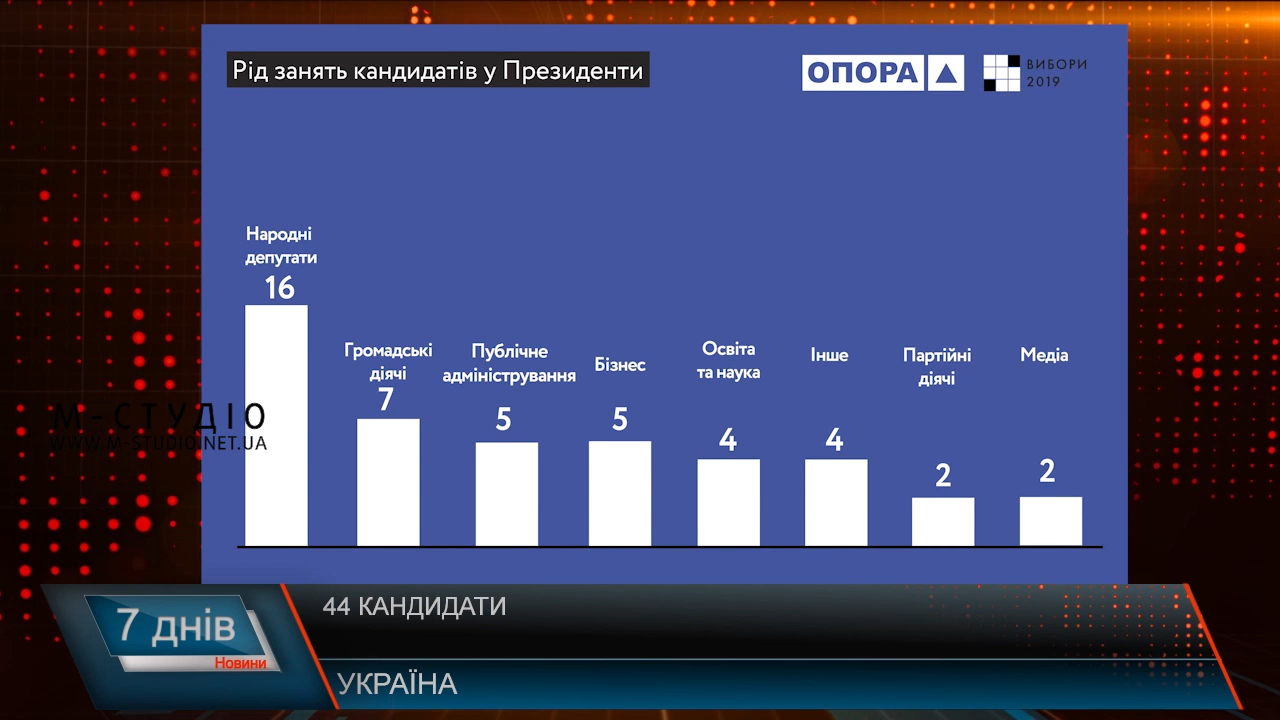 Рід занять кандидатів у Президенти
ОПОРА
ВИБОРИ
2019
Народні
депутати
16
Громадські
діячі
7
Публічне
адміністрування
5
Бізнес
5
Освіта
та наука
4
Інше
4
Партійні
діячі
2
Медіа
2
М-СТУДІО
WWW.M-STUDIO.NET.UA
7 днів
Новини
44 КАНДИДАТИ
УКРАЇНА